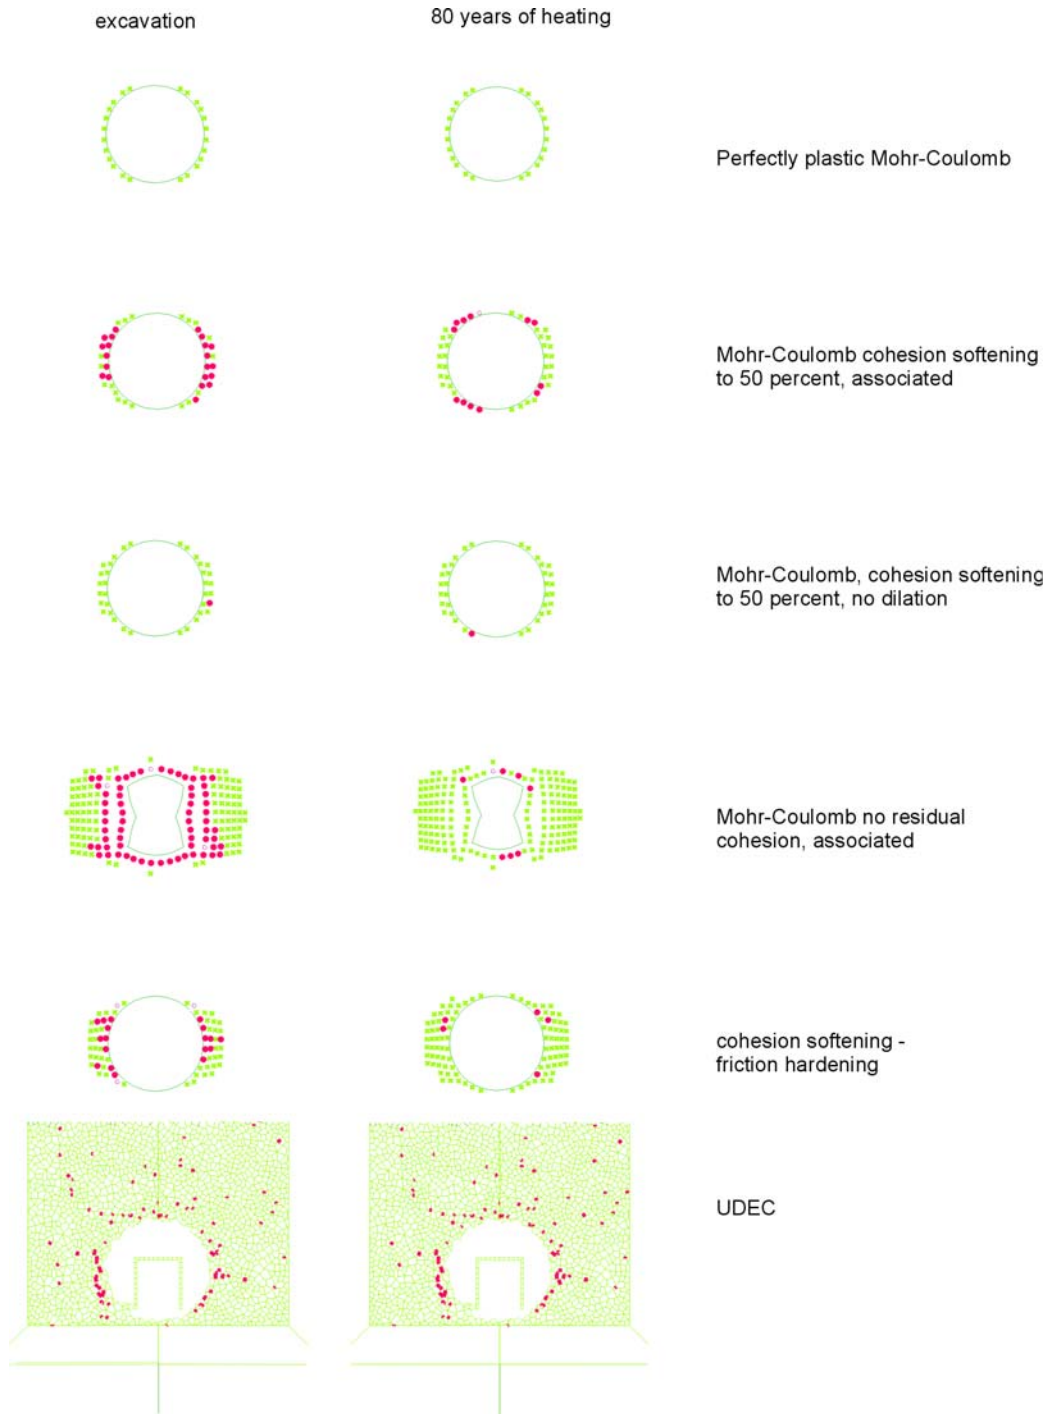 excavation
80 years of heating
Perfectly plastic Mohr-Coulomb
Mohr-Coulomb cohesion softening
to 50 percent, associated
Mohr-Coulomb, cohesion softening
to 50 percent, no dilation
Mohr-Coulomb no residual
cohesion, associated
cohesion softening -
friction hardening
UDEC